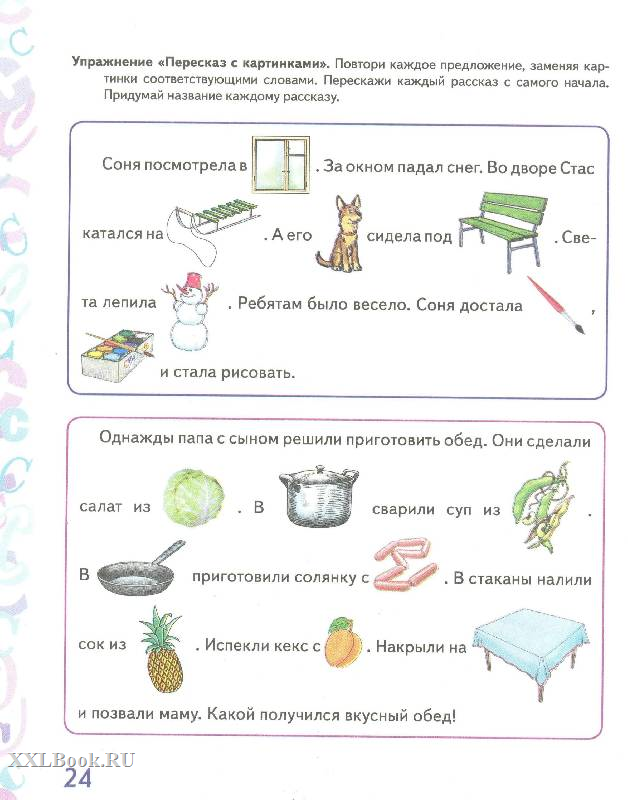 Упражнение «Пересказ с картинками». Повтори каждое предложение, заменяя кар-
тинки соответствующими словами. Перескажи каждый рассказ с самого начала.
Придумай название каждому рассказу.
Соня посмотрела в . За окном падал снег. Во дворе Стас
катался на . А его сидела под . Све-
та лепила . Ребятам было весело. Соня достала ,
и стала рисовать.
Однажды папа с сыном решили приготовить обед. Они сделали
салат из . В сварили суп из .
В приготовили солянку с . В стаканы налили
сок из . Испекли кекс с . Накрыли на
и позвали маму. Какой получился вкусный обед!
XXLBook.RU
24